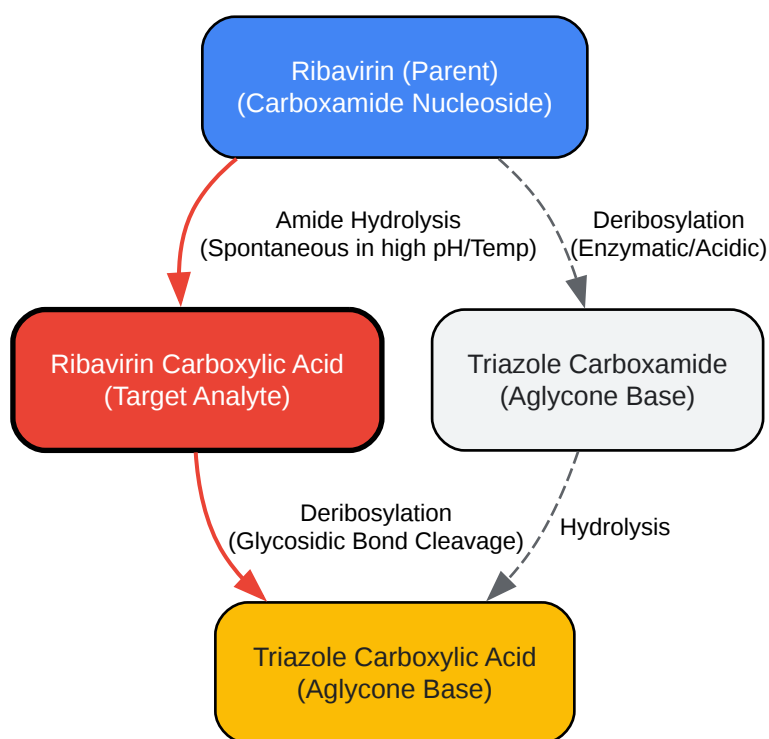 Ribavirin (Parent)
(Carboxamide Nucleoside)
Amide Hydrolysis
(Spontaneous in high pH/Temp)
Deribosylation
(Enzymatic/Acidic)
Ribavirin Carboxylic Acid
(Target Analyte)
Triazole Carboxamide
(Aglycone Base)
Deribosylation
(Glycosidic Bond Cleavage)
Hydrolysis
Triazole Carboxylic Acid
(Aglycone Base)